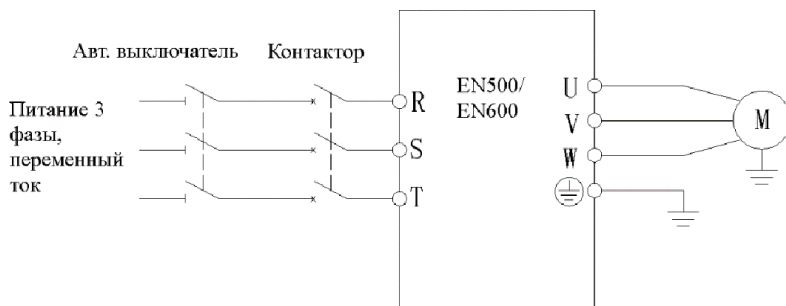 Авт. выключатель
Контактор
Питание 3
фазы,
переменный
ток
R
S
T
EN500/
EN600
U
V
W
M